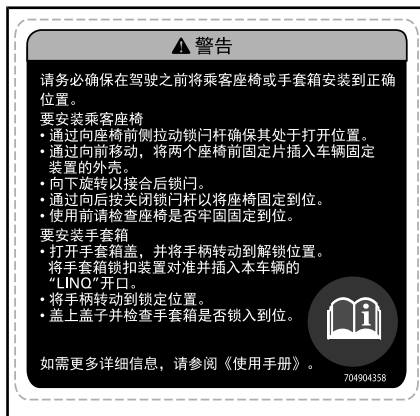 警告
请务必确保在驾驶之前将乘客座椅或手套箱安装到正确
位置。
要安装乘客座椅
• 通过向座椅前侧拉动锁闩杆确保其处于打开位置。
• 通过向前移动，将两个座椅前固定片插入车辆固定
装置的外壳。
• 向下旋转以接合后锁闩。
• 通过向后按关闭锁闩杆以将座椅固定到位。
• 使用前请检查座椅是否牢固固定到位。
要安装手套箱
• 打开手套箱盖，并将手柄转动到解锁位置。
将手套箱锁扣装置对准并插入本车辆的
“LINQ”开口。
• 将手柄转动到锁定位置。
• 盖上盖子并检查手套箱是否锁入到位。
如需更多详细信息，请参阅《使用手册》。
704904358